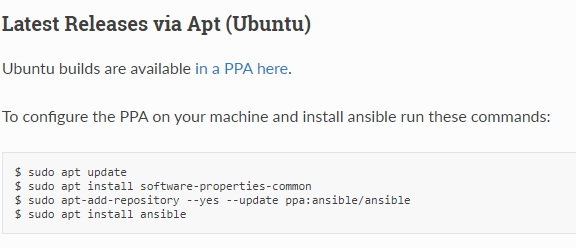 Latest Releases via Apt (Ubuntu)
Ubuntu builds are available in a PPA here.
To configure the PPA on your machine and install ansible run these commands:
$ sudo apt update
$ sudo apt install software-properties-common
$ sudo apt-add-repository --yes --update ppa:ansible/ansible
$ sudo apt install ansible